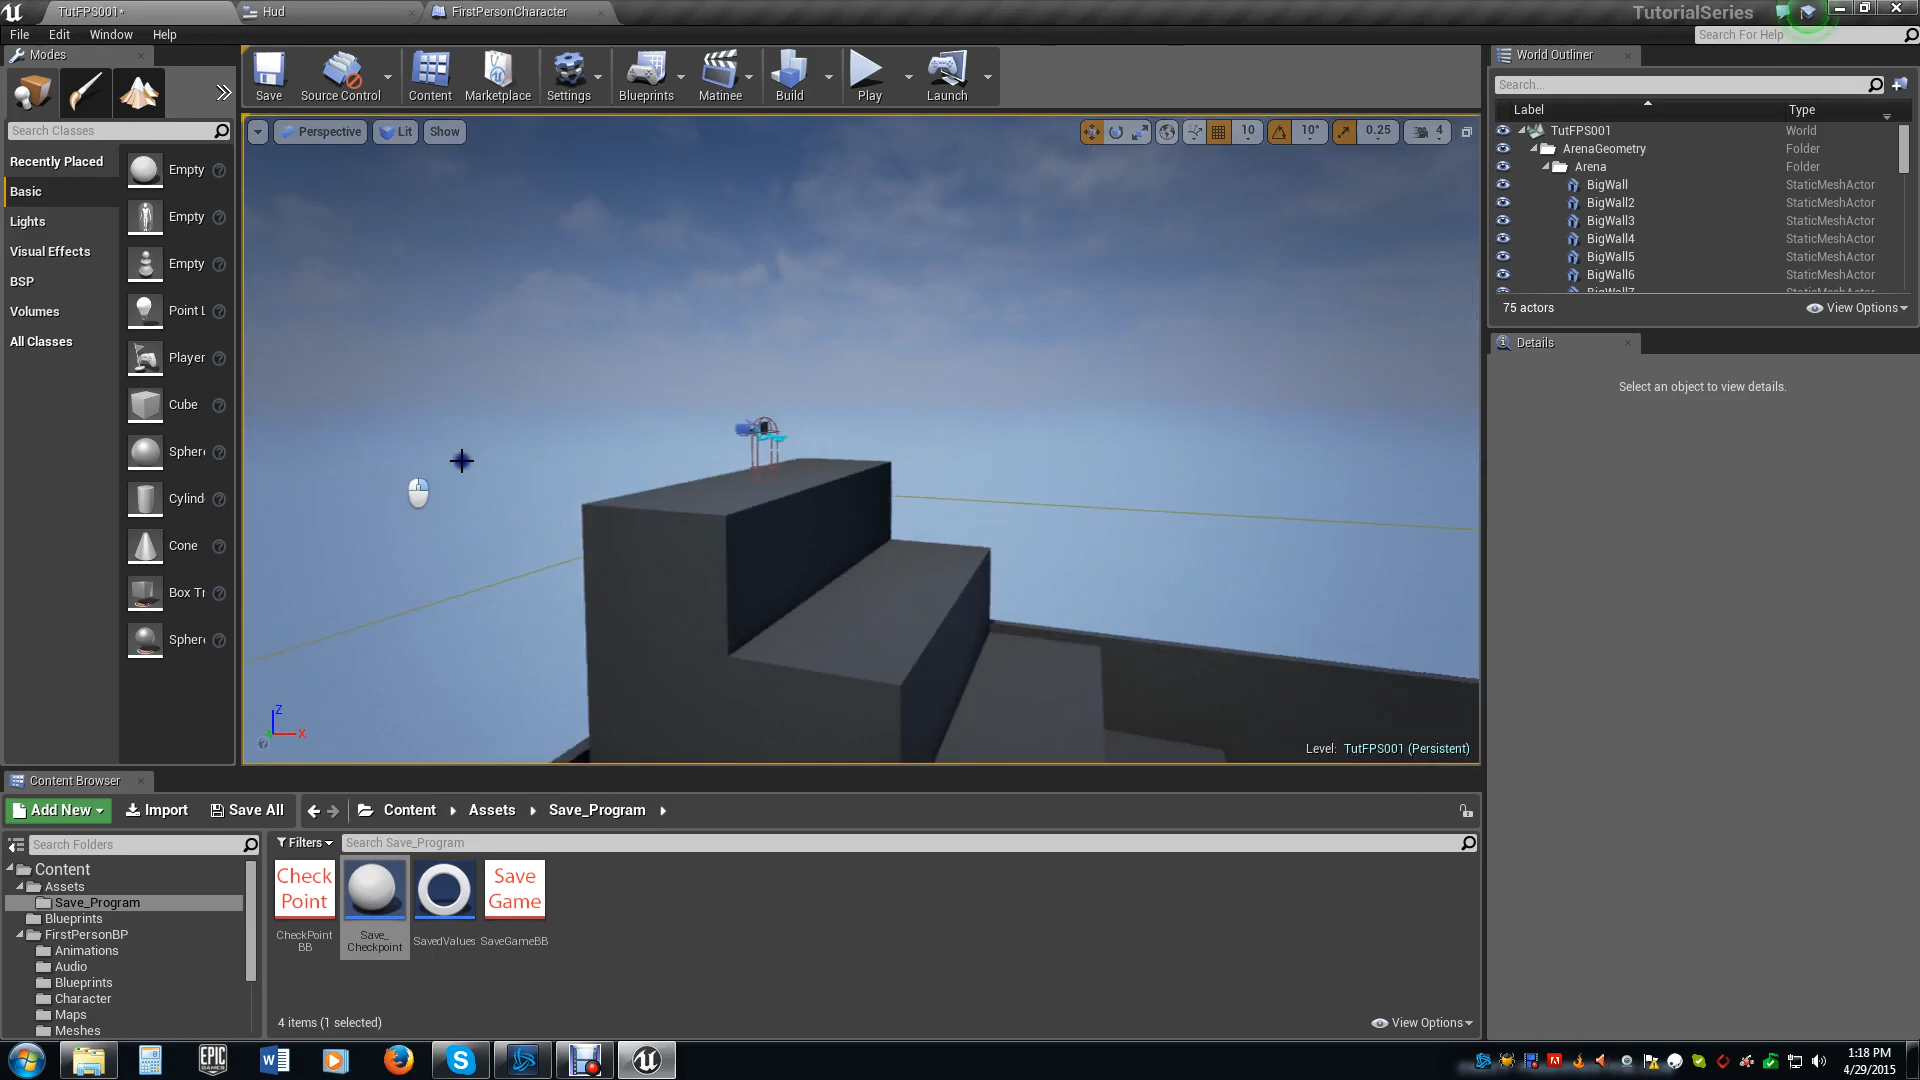 TutFPS001*
Hud
FirstPersonCharacter
TutorialSeries
File Edit Window Help
Search For Help
Modes
Save
Source Control
Content
Marketplace
Settings
Blueprints
Matinee
Build
Play
Launch
Search Classes
Recently Placed
Basic
Lights
Visual Effects
BSP
Volumes
All Classes
Empty
Empty
Empty
Point L
Player
Cube
Sphere
Cylind
Cone
Box Tr
Sphere
Perspective Lit Show
10 10° 0.25 4
Z
X
Level: TutFPS001 (Persistent)
World Outliner
Search...
Label Type
TutFPS001 World
ArenaGeometry Folder
Arena Folder
BigWall StaticMeshActor
BigWall2 StaticMeshActor
BigWall3 StaticMeshActor
BigWall4 StaticMeshActor
BigWall5 StaticMeshActor
BigWall6 StaticMeshActor
75 actors View Options
Details
Select an object to view details.
Content Browser
Add New Import Save All Content Assets Save_Program
Search Folders
Content
Assets
Save_Program
Blueprints
FirstPersonBP
Animations
Audio
Blueprints
Character
Maps
Meshes
Filters Search Save_Program
Check
Point
Save
Game
CheckPoint
BB
Save_
Checkpoint
SavedValues
SaveGameBB
4 items (1 selected)
View Options
EPIC
GAMES
1:18 PM
4/29/2015